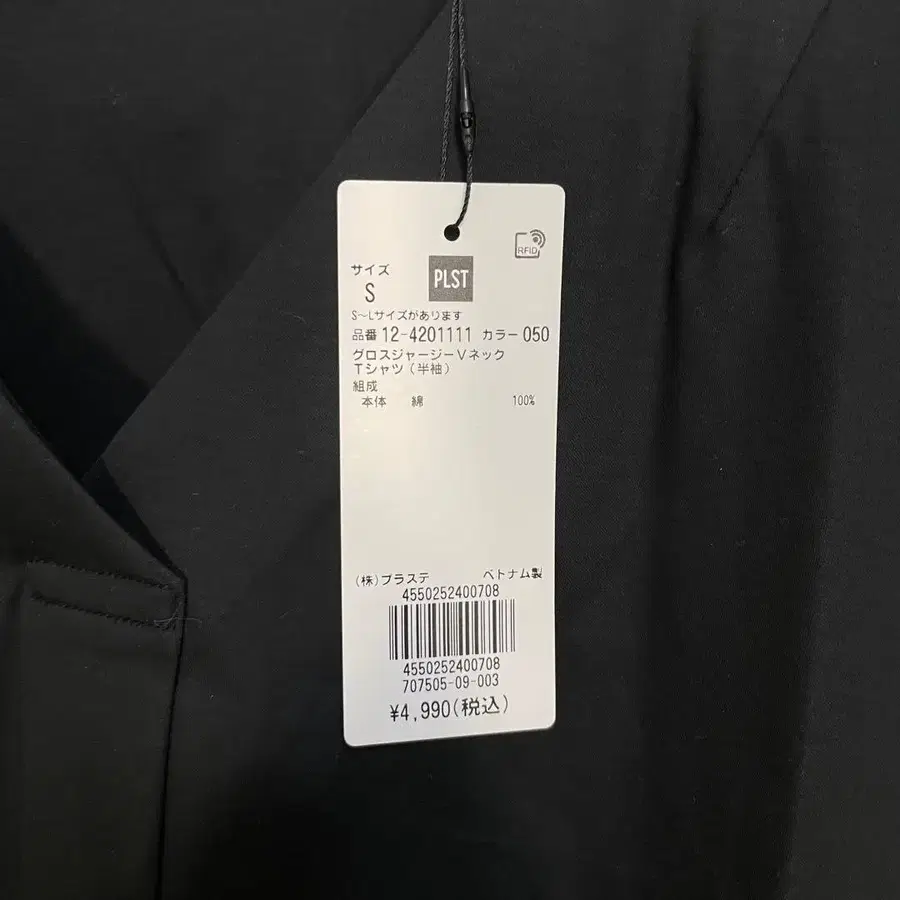 RFID
PLST
サイズ
S
S～Lサイズがあります
品番 12-4201111 カラー 050
グロスジャージーVネック
Tシャツ(半袖)
組成
本体 綿 100%
(株)プラステ ベトナム製
4550252400708
4550252400708
707505-09-003
¥4,990(税込)